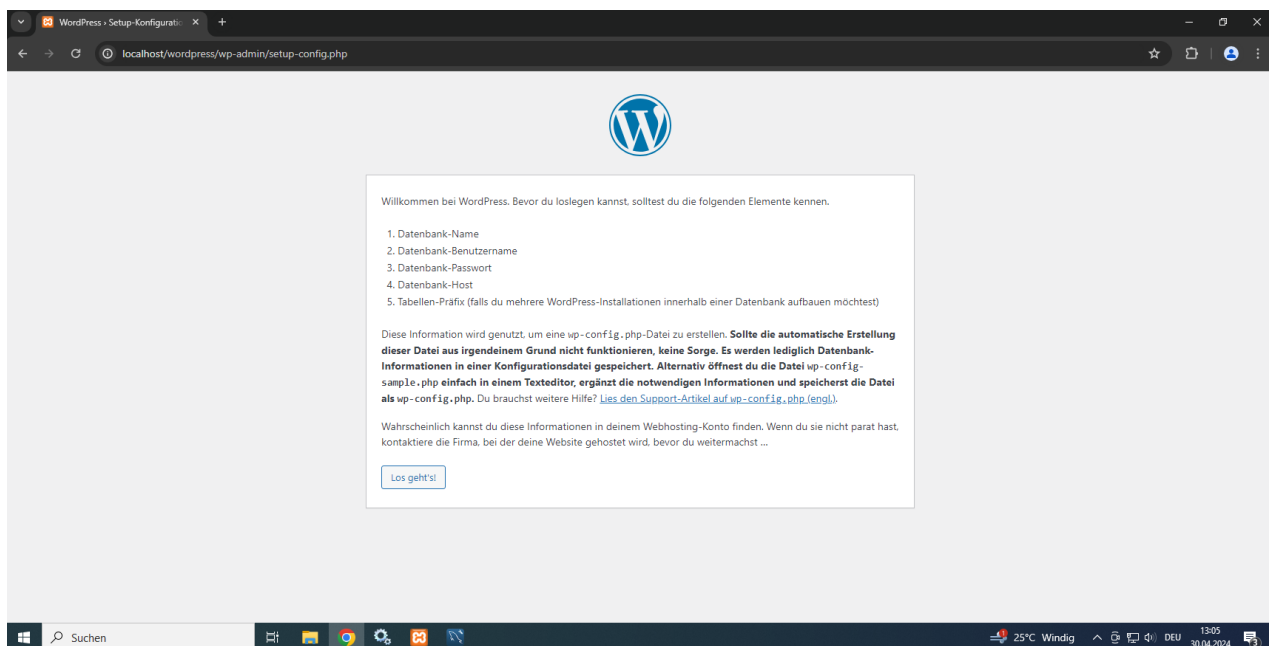 WordPress › Setup-Konfiguratio
localhost/wordpress/wp-admin/setup-config.php
Willkommen bei WordPress. Bevor du loslegen kannst, solltest du die folgenden Elemente kennen.
1. Datenbank-Name
2. Datenbank-Benutzername
3. Datenbank-Passwort
4. Datenbank-Host
5. Tabellen-Präfix (falls du mehrere WordPress-Installationen innerhalb einer Datenbank aufbauen möchtest)
Diese Information wird genutzt, um eine wp-config.php-Datei zu erstellen. Sollte die automatische Erstellung
dieser Datei aus irgendeinem Grund nicht funktionieren, keine Sorge. Es werden lediglich Datenbank-
Informationen in einer Konfigurationsdatei gespeichert. Alternativ öffnest du die Datei wp-config-
sample.php einfach in einem Texteditor, ergänzt die notwendigen Informationen und speicherst die Datei
als wp-config.php. Du brauchst weitere Hilfe? Lies den Support-Artikel auf wp-config.php (engl.).
Wahrscheinlich kannst du diese Informationen in deinem Webhosting-Konto finden. Wenn du sie nicht parat hast,
kontaktiere die Firma, bei der deine Website gehostet wird, bevor du weitermachst ...
Los geht's!
Suchen
25°C Windig
DEU
13:05
30.04.2024
3